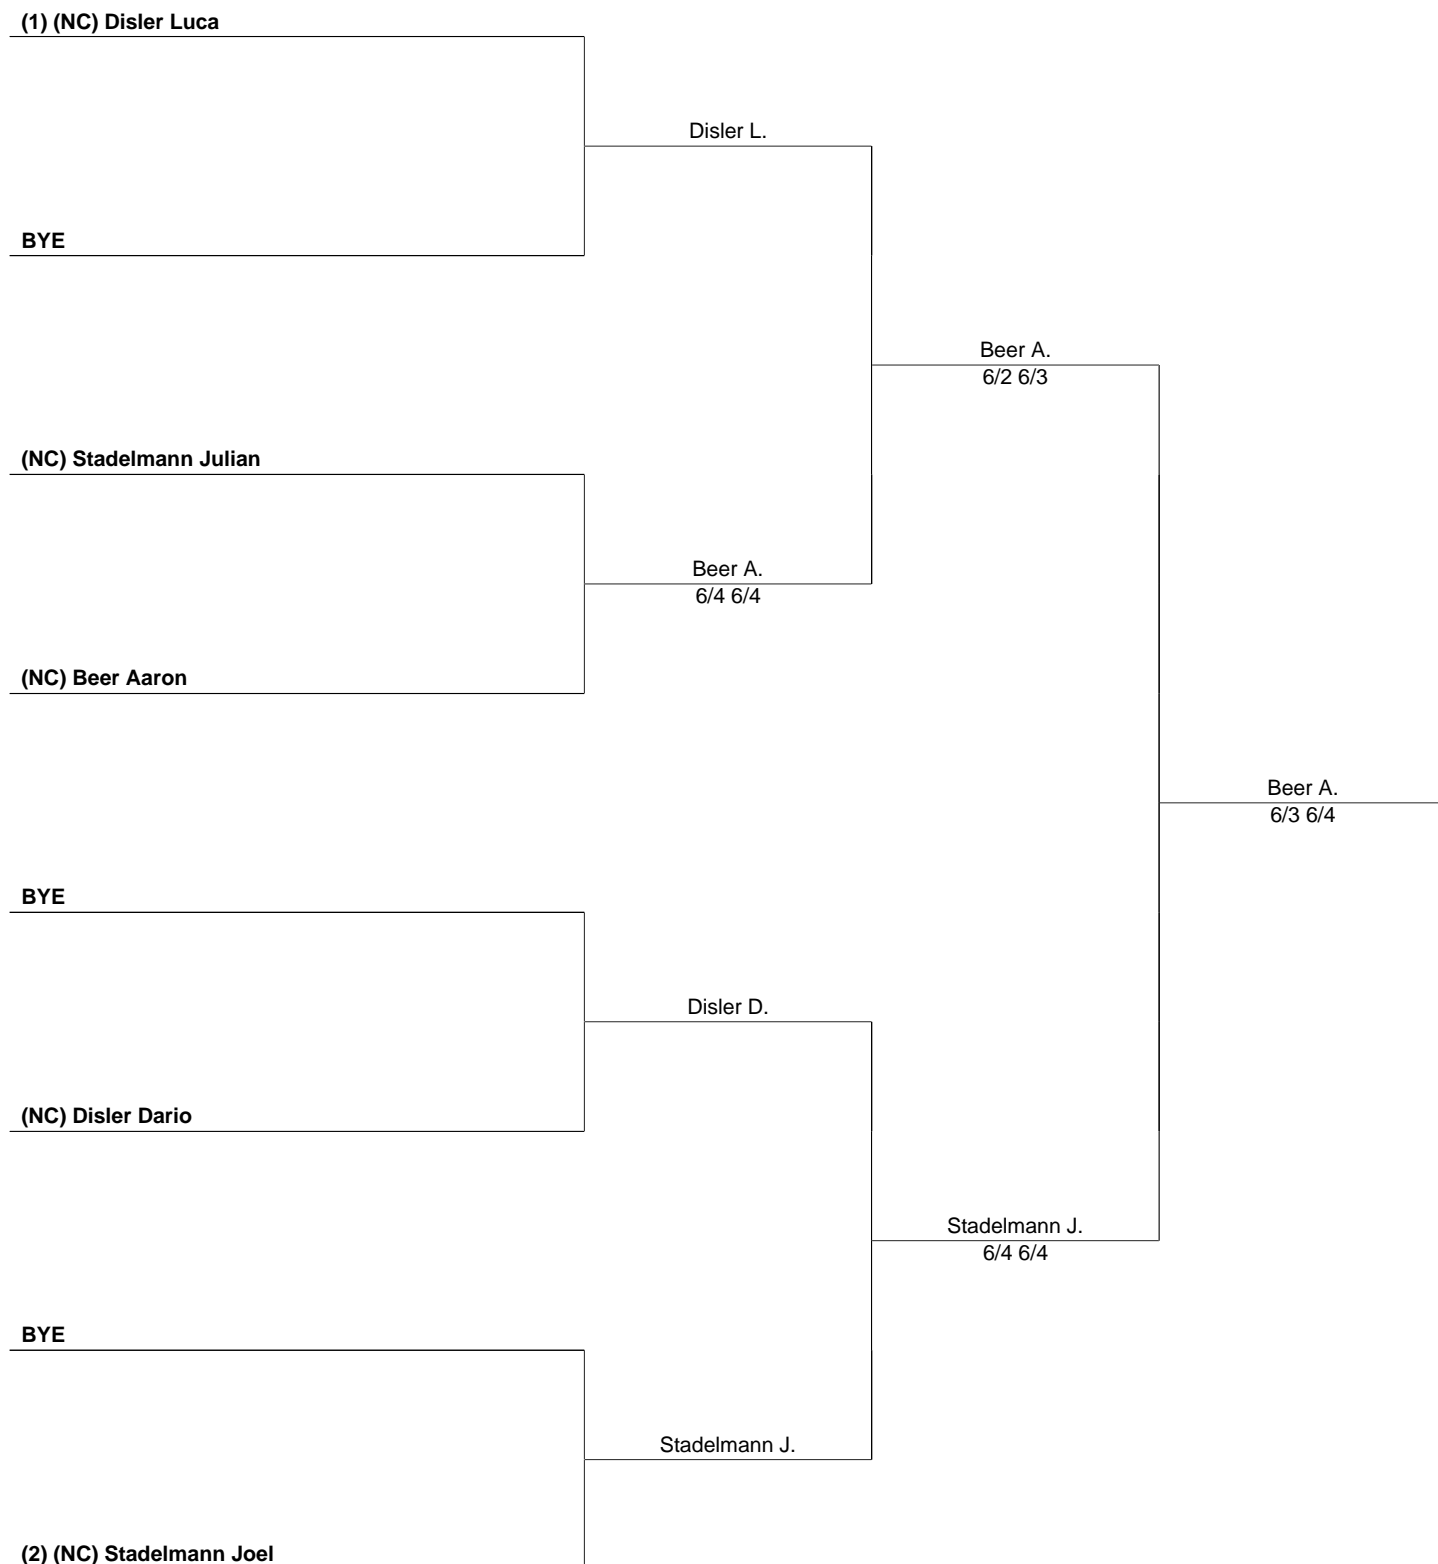 (1) (NC) Disler Luca
Disler L.
BYE
Beer A.
6/2 6/3
(NC) Stadelmann Julian
Beer A.
6/4 6/4
(NC) Beer Aaron
Beer A.
6/3 6/4
BYE
Disler D.
(NC) Disler Dario
Stadelmann J.
6/4 6/4
BYE
Stadelmann J.
(2) (NC) Stadelmann Joel